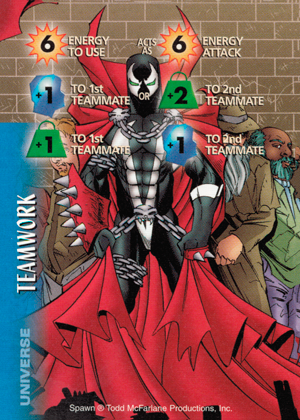 6 ENERGY TO USE
ACTS AS
6 ENERGY ATTACK
+1 TO 1st TEAMMATE
OR
+2 TO 2nd TEAMMATE
+1 TO 1st TEAMMATE
+1 TO 2nd TEAMMATE
TEAMWORK
UNIVERSE
Spawn ® Todd McFarlane Productions, Inc.